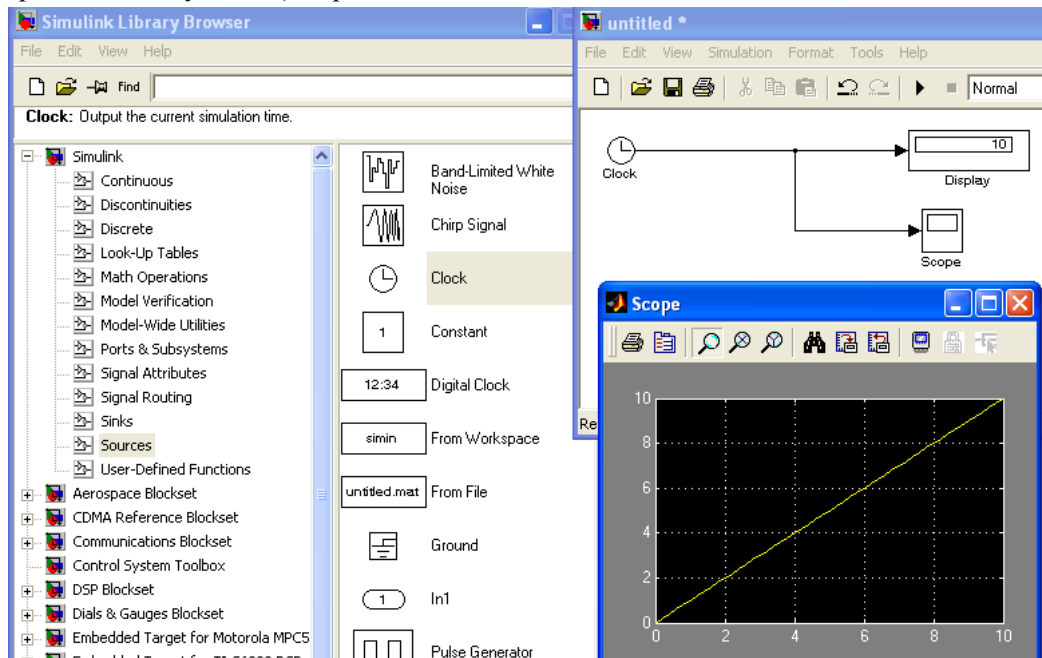 Simulink Library Browser
File Edit View Help
Find
Clock: Output the current simulation time.
Simulink
Continuous
Discontinuities
Discrete
Look-Up Tables
Math Operations
Model Verification
Model-Wide Utilities
Ports & Subsystems
Signal Attributes
Signal Routing
Sinks
Sources
User-Defined Functions
Aerospace Blockset
CDMA Reference Blockset
Communications Blockset
Control System Toolbox
DSP Blockset
Dials & Gauges Blockset
Embedded Target for Motorola MPC5
Band-Limited White
Noise
Chirp Signal
Clock
1 Constant
12:34 Digital Clock
simin From Workspace
untitled.mat From File
Ground
1 In1
Pulse Generator
untitled *
File Edit View Simulation Format Tools Help
Normal
10
Clock
Display
Scope
Re
Scope
10
8
6
4
2
0
0 2 4 6 8 10